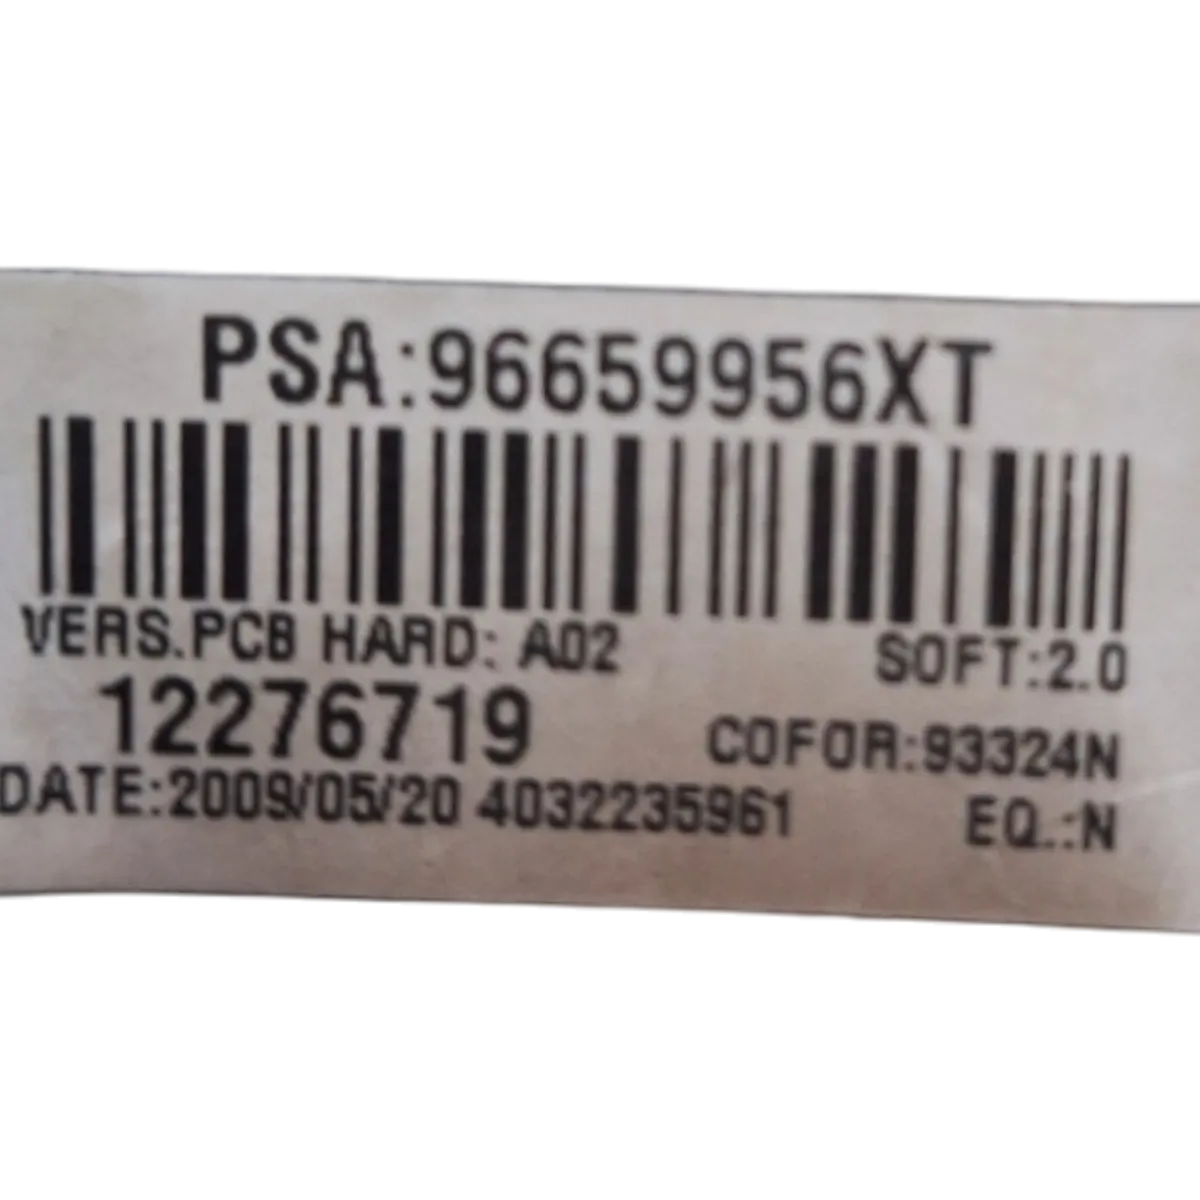 PSA:96659956XT
VERS.PCB HARD: A02 SOFT:2.0
12276719 COFOR:93324N
DATE:2009/05/20 4032235961 EQ.:N